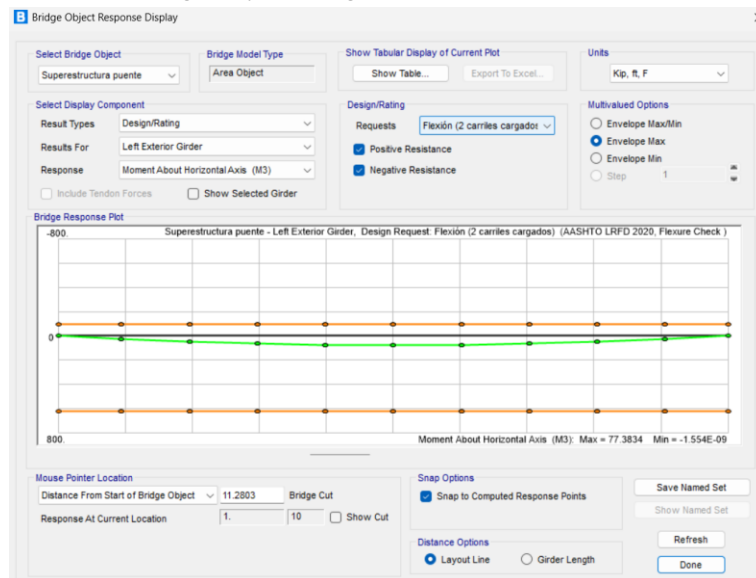 B Bridge Object Response Display
Select Bridge Object
Superestructura puente
Bridge Model Type
Area Object
Show Tabular Display of Current Plot
Show Table...
Export To Excel...
Units
Kip, ft, F
Select Display Component
Result Types
Design/Rating
Results For
Left Exterior Girder
Response
Moment About Horizontal Axis (M3)
Include Tendon Forces
Show Selected Girder
Design/Rating
Requests
Flexión (2 carriles cargados
Positive Resistance
Negative Resistance
Multivalued Options
Envelope Max/Min
Envelope Max
Envelope Min
Step
1
Bridge Response Plot
-800.
Superestructura puente - Left Exterior Girder, Design Request: Flexión (2 carriles cargados) (AASHTO LRFD 2020, Flexure Check )
0
800.
Moment About Horizontal Axis (M3): Max = 77.3834 Min = -1.554E-09
Mouse Pointer Location
Distance From Start of Bridge Object
11.2803
Bridge Cut
Response At Current Location
1.
10
Show Cut
Snap Options
Snap to Computed Response Points
Distance Options
Layout Line
Girder Length
Save Named Set
Show Named Set
Refresh
Done